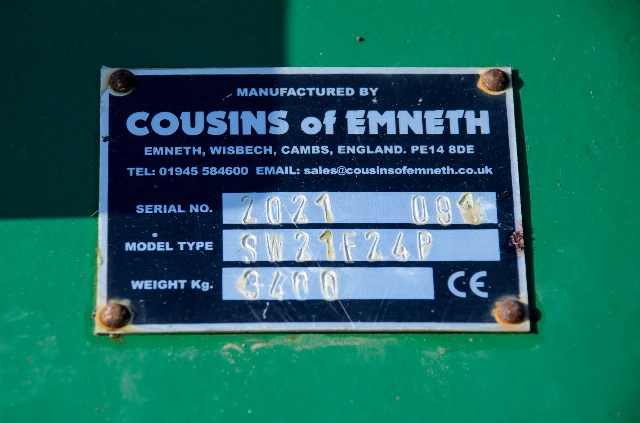 MANUFACTURED BY
COUSINS of EMNETH
EMNETH, WISBECH, CAMBS, ENGLAND. PE14 8DE
TEL: 01945 584600 EMAIL: sales@cousinsofemneth.co.uk
SERIAL NO. 2021 091
MODEL TYPE SW21F24P
WEIGHT Kg. 3400 CE